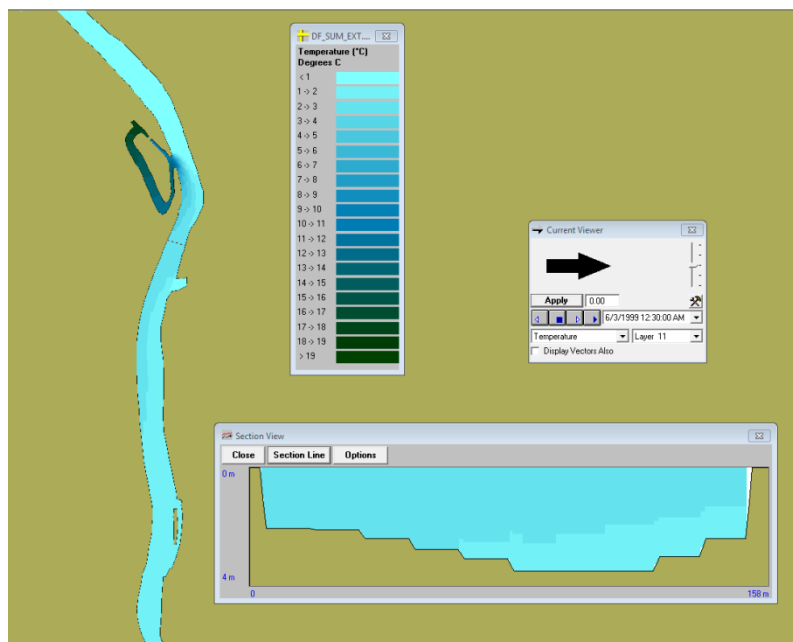 DF_SUM_EXT....
Temperature (°C)
Degrees C
< 1
1 -> 2
2 -> 3
3 -> 4
4 -> 5
5 -> 6
6 -> 7
7 -> 8
8 -> 9
9 -> 10
10 -> 11
11 -> 12
12 -> 13
13 -> 14
14 -> 15
15 -> 16
16 -> 17
17 -> 18
18 -> 19
> 19
Current Viewer
Apply 0.00
6/3/1999 12:30:00 AM
Temperature Layer 11
Display Vectors Also
Section View
Close Section Line Options
0 m
4 m
0 158 m